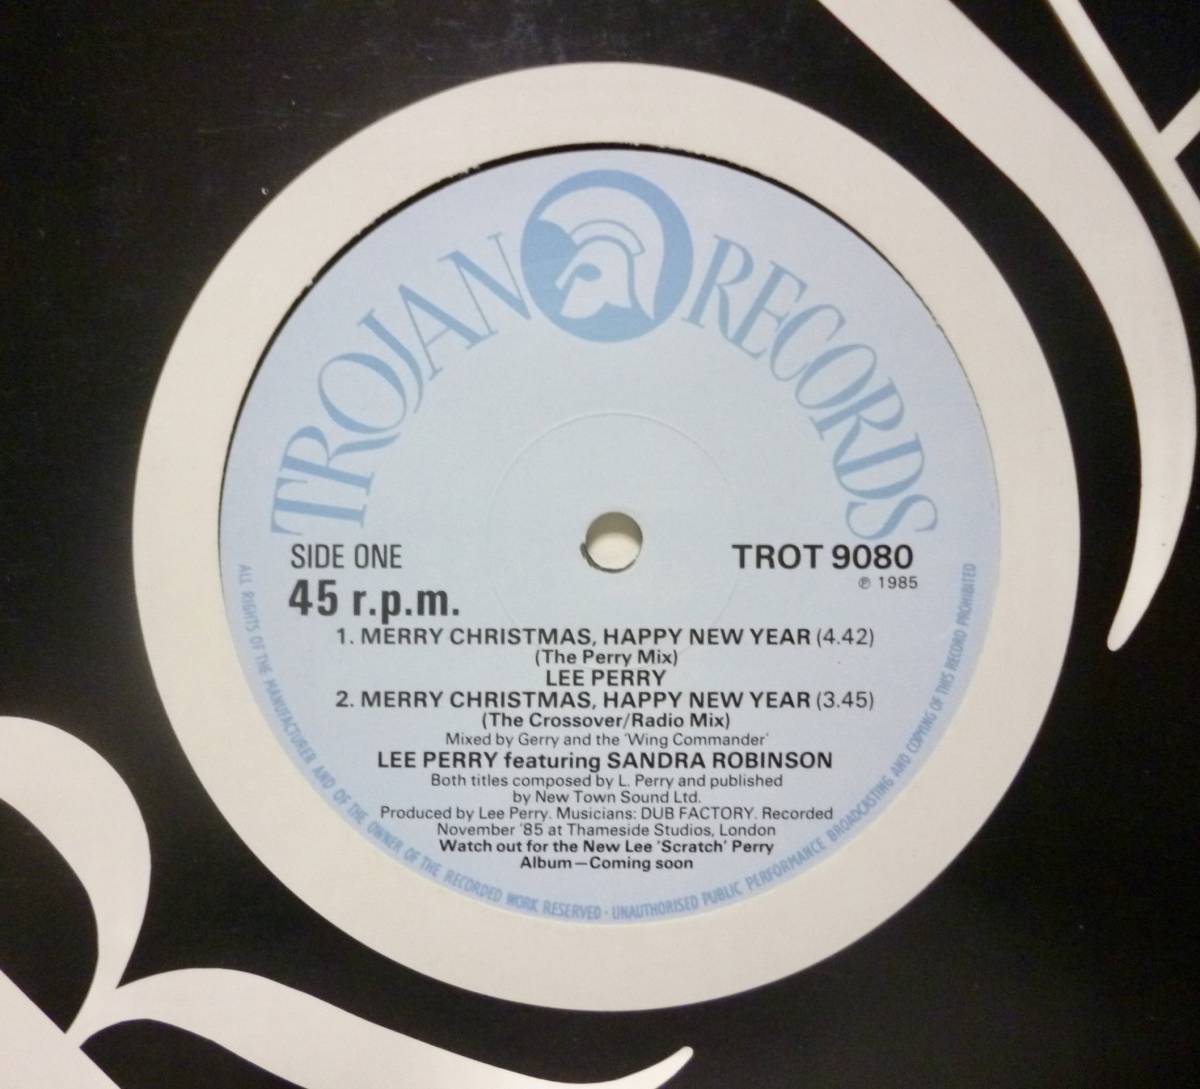 TROJAN RECORDS
SIDE ONE
TROT 9080
℗ 1985
45 r.p.m.
1. MERRY CHRISTMAS, HAPPY NEW YEAR (4.42)
(The Perry Mix)
LEE PERRY
2. MERRY CHRISTMAS, HAPPY NEW YEAR (3.45)
(The Crossover/Radio Mix)
Mixed by Gerry and the 'Wing Commander'
LEE PERRY featuring SANDRA ROBINSON
Both titles composed by L. Perry and published
by New Town Sound Ltd.
Produced by Lee Perry. Musicians: DUB FACTORY. Recorded
November '85 at Thameside Studios, London
Watch out for the New Lee 'Scratch' Perry
Album—Coming soon
ALL RIGHTS OF THE MANUFACTURER AND OF THE OWNER OF THE RECORDED WORK RESERVED · UNAUTHORISED PUBLIC PERFORMANCE BROADCASTING AND COPYING OF THIS RECORD PROHIBITED